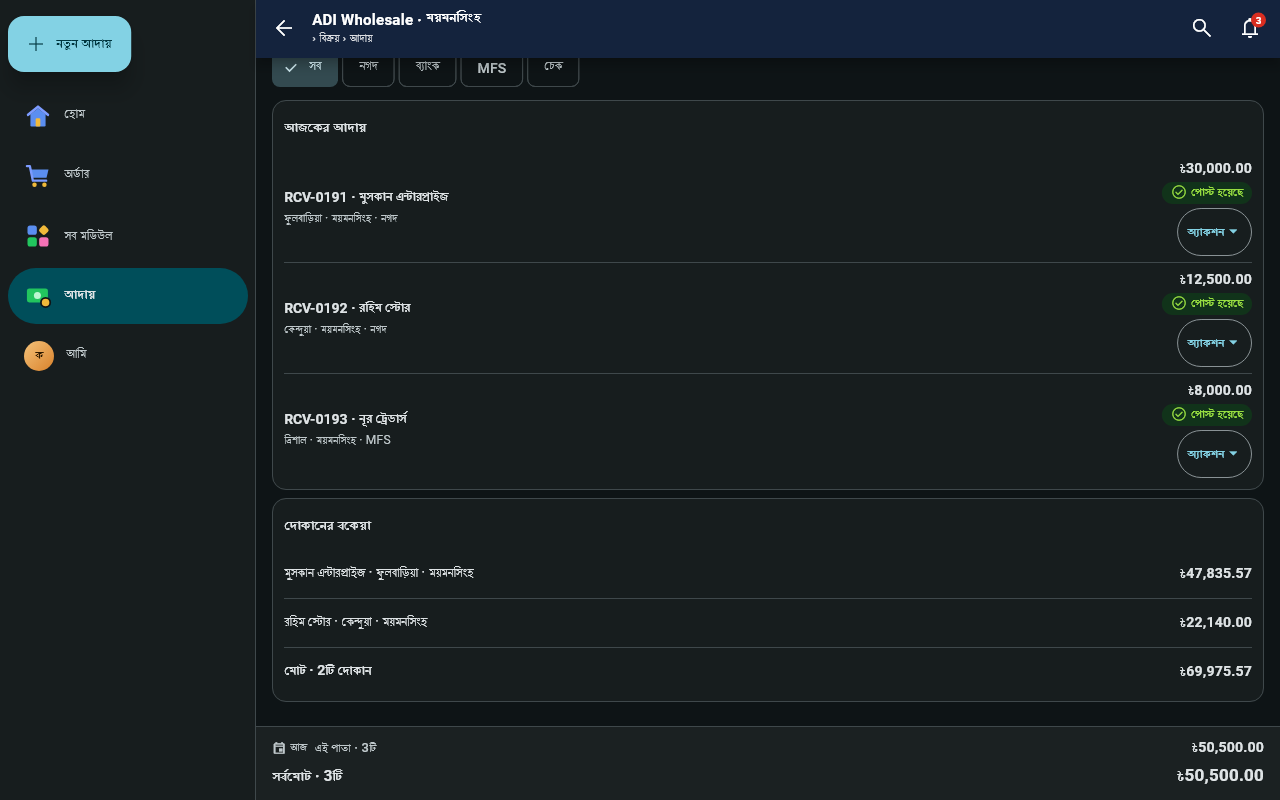 নতুন আদায়
হোম
অর্ডার
সব মডিউল
আদায়
ক
আমি
ADI Wholesale · ময়মনসিংহ
› বিক্রয় › আদায়
3
সব
নগদ
ব্যাংক
MFS
চেক
আজকের আদায়
৳30,000.00
RCV-0191 · মুসকান এন্টারপ্রাইজ
পোস্ট হয়েছে
ফুলবাড়িয়া · ময়মনসিংহ · নগদ
অ্যাকশন
৳12,500.00
RCV-0192 · রহিম স্টোর
পোস্ট হয়েছে
কেন্দুয়া · ময়মনসিংহ · নগদ
অ্যাকশন
৳8,000.00
RCV-0193 · নূর ট্রেডার্স
পোস্ট হয়েছে
ত্রিশাল · ময়মনসিংহ · MFS
অ্যাকশন
দোকানের বকেয়া
মুসকান এন্টারপ্রাইজ · ফুলবাড়িয়া · ময়মনসিংহ ৳47,835.57
রহিম স্টোর · কেন্দুয়া · ময়মনসিংহ ৳22,140.00
মোট · 2টি দোকান ৳69,975.57
আজ এই পাতা · 3টি ৳50,500.00
সর্বমোট · 3টি ৳50,500.00